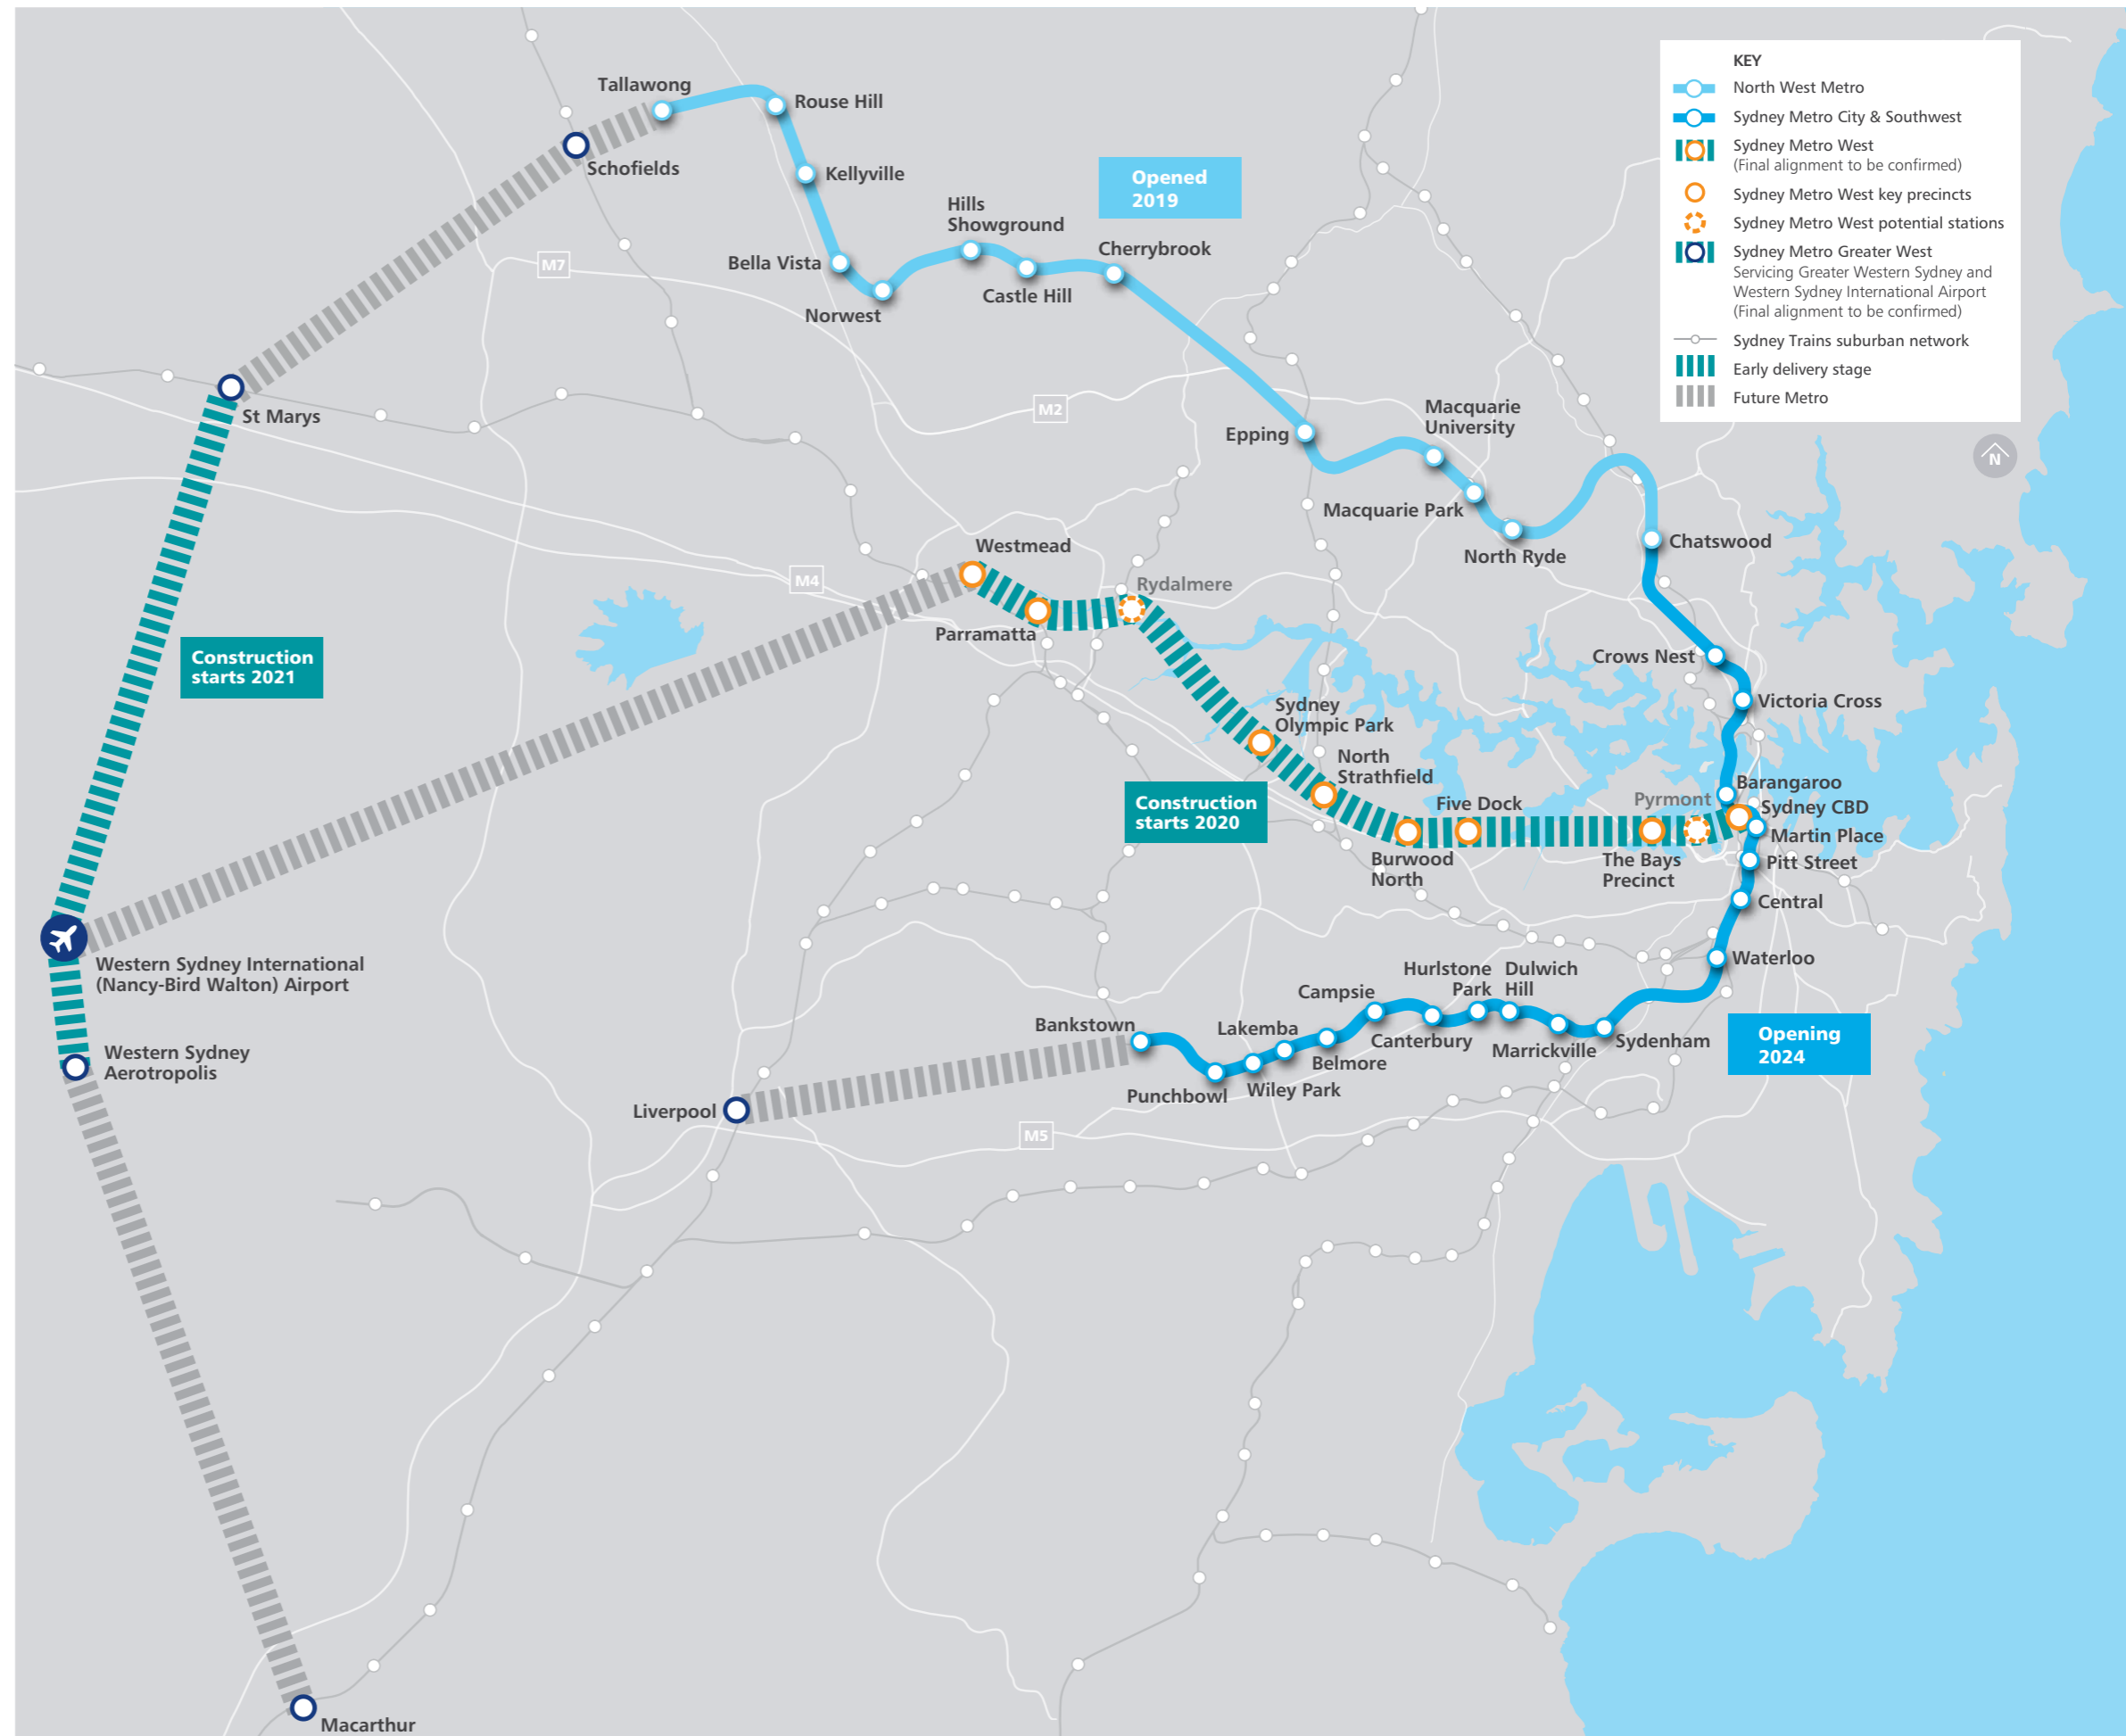 KEY
North West Metro
Sydney Metro City & Southwest
Sydney Metro West
(Final alignment to be confirmed)
Sydney Metro West key precincts
Sydney Metro West potential stations
Sydney Metro Greater West
Servicing Greater Western Sydney and
Western Sydney International Airport
(Final alignment to be confirmed)
Sydney Trains suburban network
Early delivery stage
Future Metro
N
Tallawong
Rouse Hill
Schofields
Kellyville
Opened
2019
Hills
Showground
Cherrybrook
Bella Vista
M7
Castle Hill
Norwest
St Marys
M2
Macquarie
University
Epping
Macquarie Park
North Ryde
Chatswood
Westmead
M4
Rydalmere
Parramatta
Construction
starts 2021
Crows Nest
Victoria Cross
Sydney
Olympic Park
North
Strathfield
Construction
starts 2020
Five Dock
Pyrmont
Barangaroo
Sydney CBD
Martin Place
Burwood
North
The Bays
Precinct
Pitt Street
Central
Western Sydney International
(Nancy-Bird Walton) Airport
Waterloo
Hurlstone
Park
Dulwich
Hill
Campsie
Bankstown
Lakemba
Canterbury
Marrickville
Sydenham
Opening
2024
Western Sydney
Aerotropolis
Belmore
Punchbowl
Wiley Park
Liverpool
M5
Macarthur